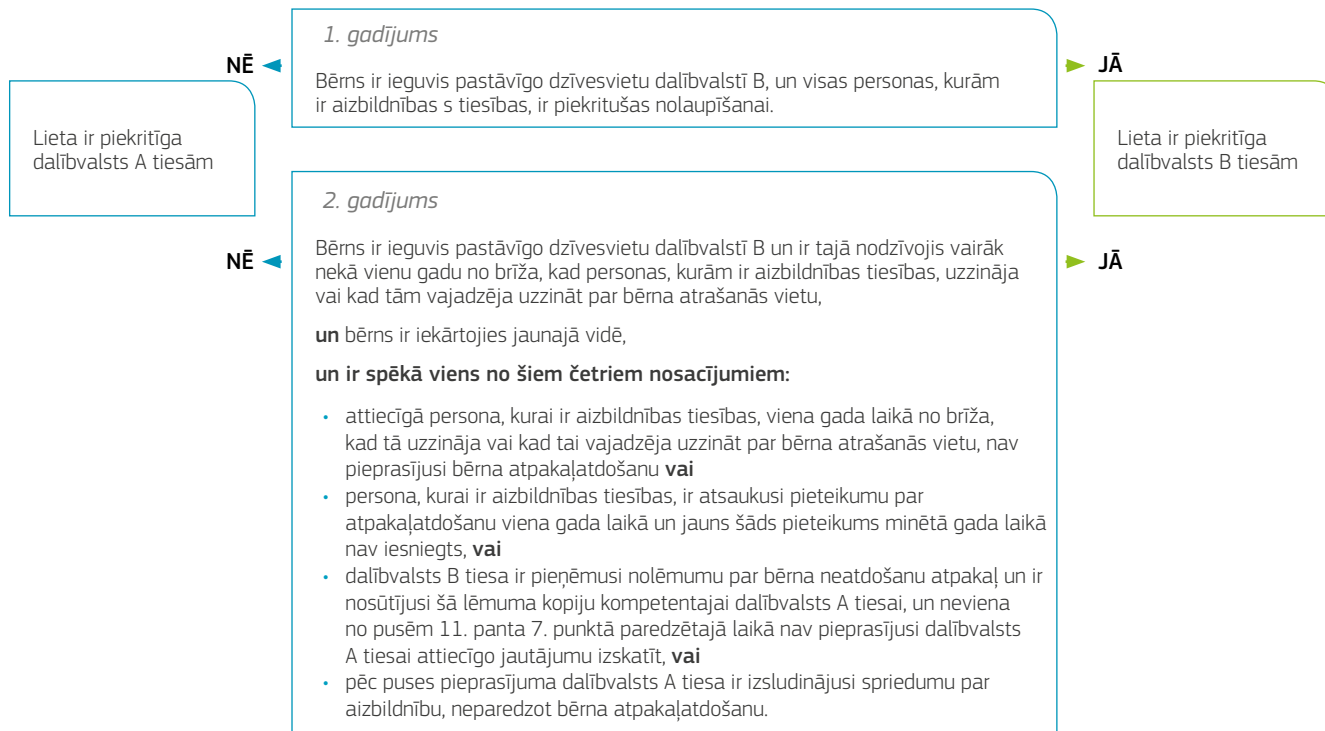 1. gadījums
NĒ
JĀ
Bērns ir ieguvis pastāvīgo dzīvesvietu dalībvalstī B, un visas personas, kurām
ir aizbildnības s tiesības, ir piekritušas nolaupīšanai.
Lieta ir piekritīga
dalībvalsts A tiesām
Lieta ir piekritīga
dalībvalsts B tiesām
2. gadījums
NĒ
JĀ
Bērns ir ieguvis pastāvīgo dzīvesvietu dalībvalstī B un ir tajā nodzīvojis vairāk
nekā vienu gadu no brīža, kad personas, kurām ir aizbildnības tiesības, uzzināja
vai kad tām vajadzēja uzzināt par bērna atrašanās vietu,
un bērns ir iekārtojies jaunajā vidē,
un ir spēkā viens no šiem četriem nosacījumiem:
• attiecīgā persona, kurai ir aizbildnības tiesības, viena gada laikā no brīža,
kad tā uzzināja vai kad tai vajadzēja uzzināt par bērna atrašanās vietu, nav
pieprasījusi bērna atpakaļatdošanu vai
• persona, kurai ir aizbildnības tiesības, ir atsaukusi pieteikumu par
atpakaļatdošanu viena gada laikā un jauns šāds pieteikums minētā gada laikā
nav iesniegts, vai
• dalībvalsts B tiesa ir pieņēmusi nolēmumu par bērna neatdošanu atpakaļ un ir
nosūtījusi šā lēmuma kopiju kompetentajai dalībvalsts A tiesai, un neviena
no pusēm 11. panta 7. punktā paredzētajā laikā nav pieprasījusi dalībvalsts
A tiesai attiecīgo jautājumu izskatīt, vai
• pēc puses pieprasījuma dalībvalsts A tiesa ir izsludinājusi spriedumu par
aizbildnību, neparedzot bērna atpakaļatdošanu.